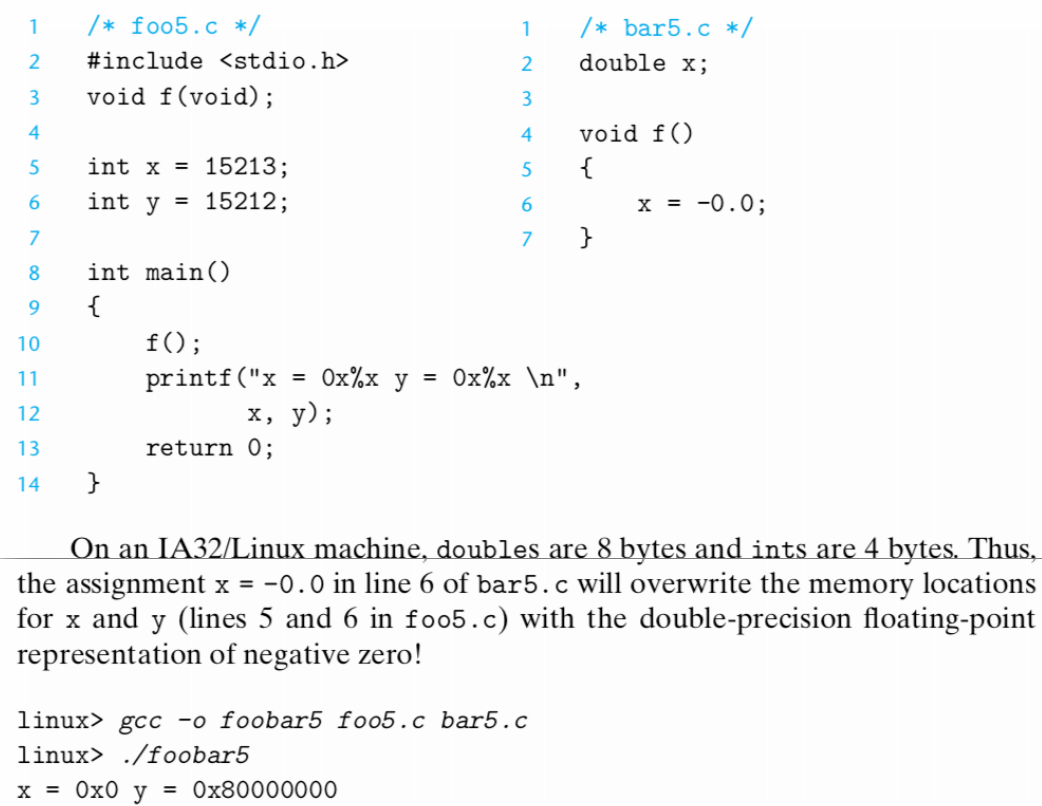 1 /* foo5.c */
2 #include <stdio.h>
3 void f(void);
4
5 int x = 15213;
6 int y = 15212;
7
8 int main()
9 {
10 f();
11 printf("x = 0x%x y = 0x%x \n",
12 x, y);
13 return 0;
14 }
1 /* bar5.c */
2 double x;
3
4 void f()
5 {
6 x = -0.0;
7 }
On an IA32/Linux machine, doubles are 8 bytes and ints are 4 bytes. Thus,
the assignment x = -0.0 in line 6 of bar5.c will overwrite the memory locations
for x and y (lines 5 and 6 in foo5.c) with the double-precision floating-point
representation of negative zero!
linux> gcc -o foobar5 foo5.c bar5.c
linux> ./foobar5
x = 0x0 y = 0x80000000